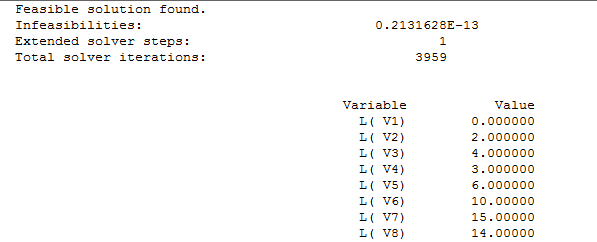 Feasible solution found.
Infeasibilities: 0.2131628E-13
Extended solver steps: 1
Total solver iterations: 3959
Variable Value
L( V1) 0.000000
L( V2) 2.000000
L( V3) 4.000000
L( V4) 3.000000
L( V5) 6.000000
L( V6) 10.00000
L( V7) 15.00000
L( V8) 14.00000